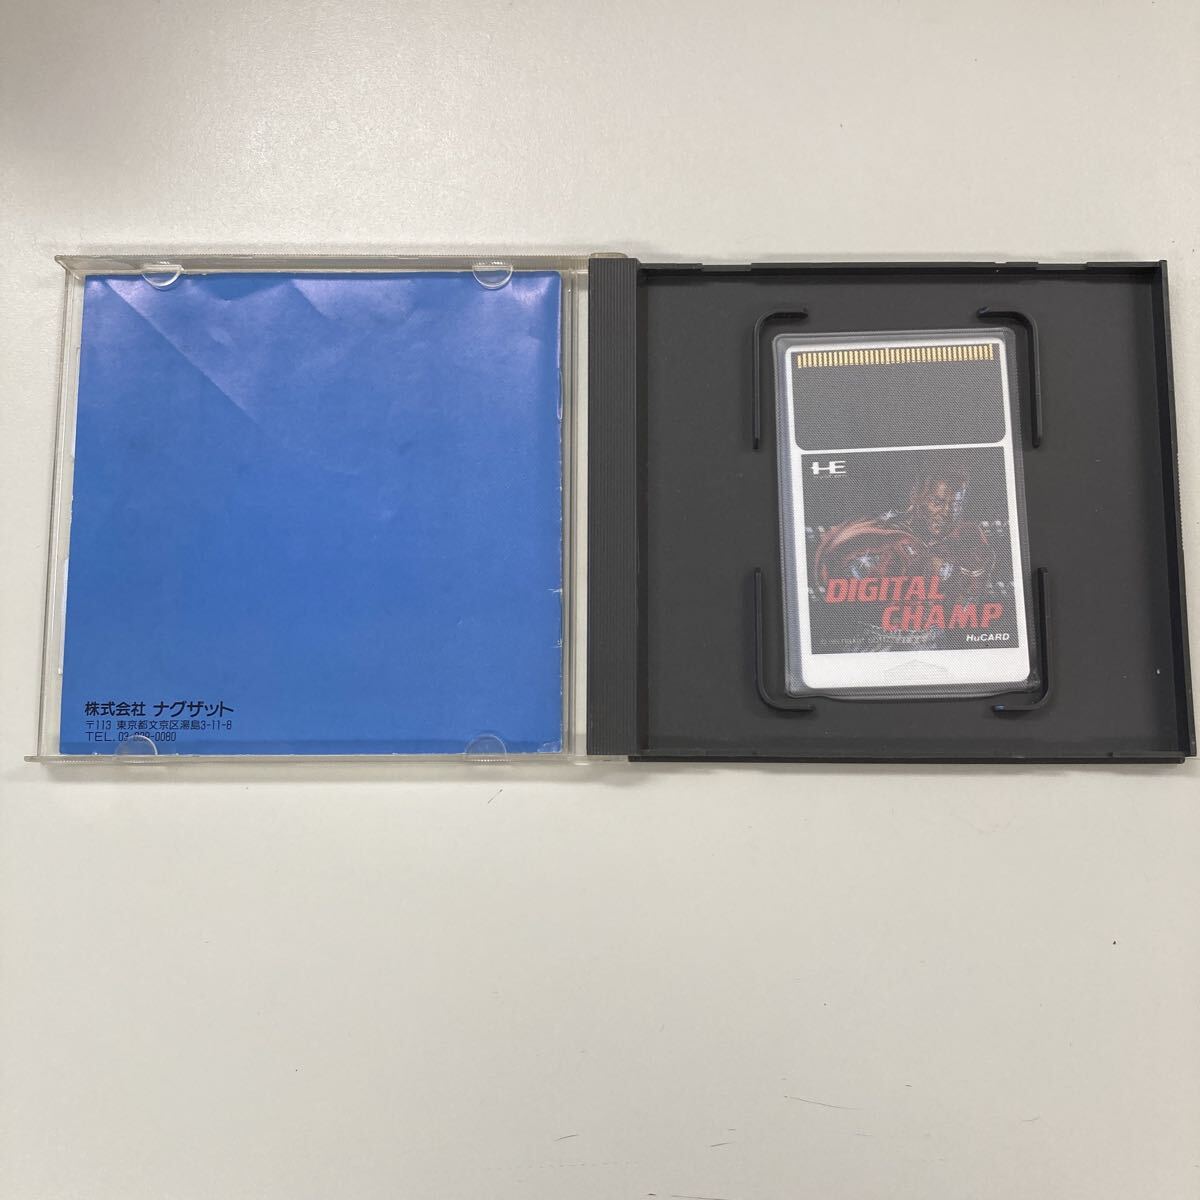 株式会社 ナグザット
〒113 東京都文京区湯島3-11-8
HE
DIGITAL
CHAMP
HuCARD